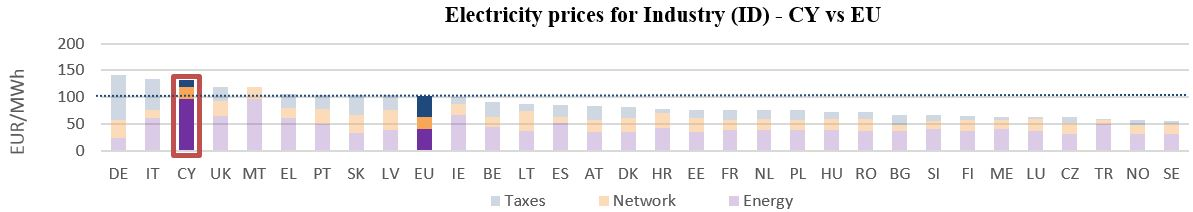 Electricity prices for Industry (ID) - CY vs EU
EUR/MWh
200
150
100
50
0
DE IT CY UK MT EL PT SK LV EU IE BE LT ES AT DK HR EE FR NL PL HU RO BG SI FI ME LU CZ TR NO SE
Taxes Network Energy